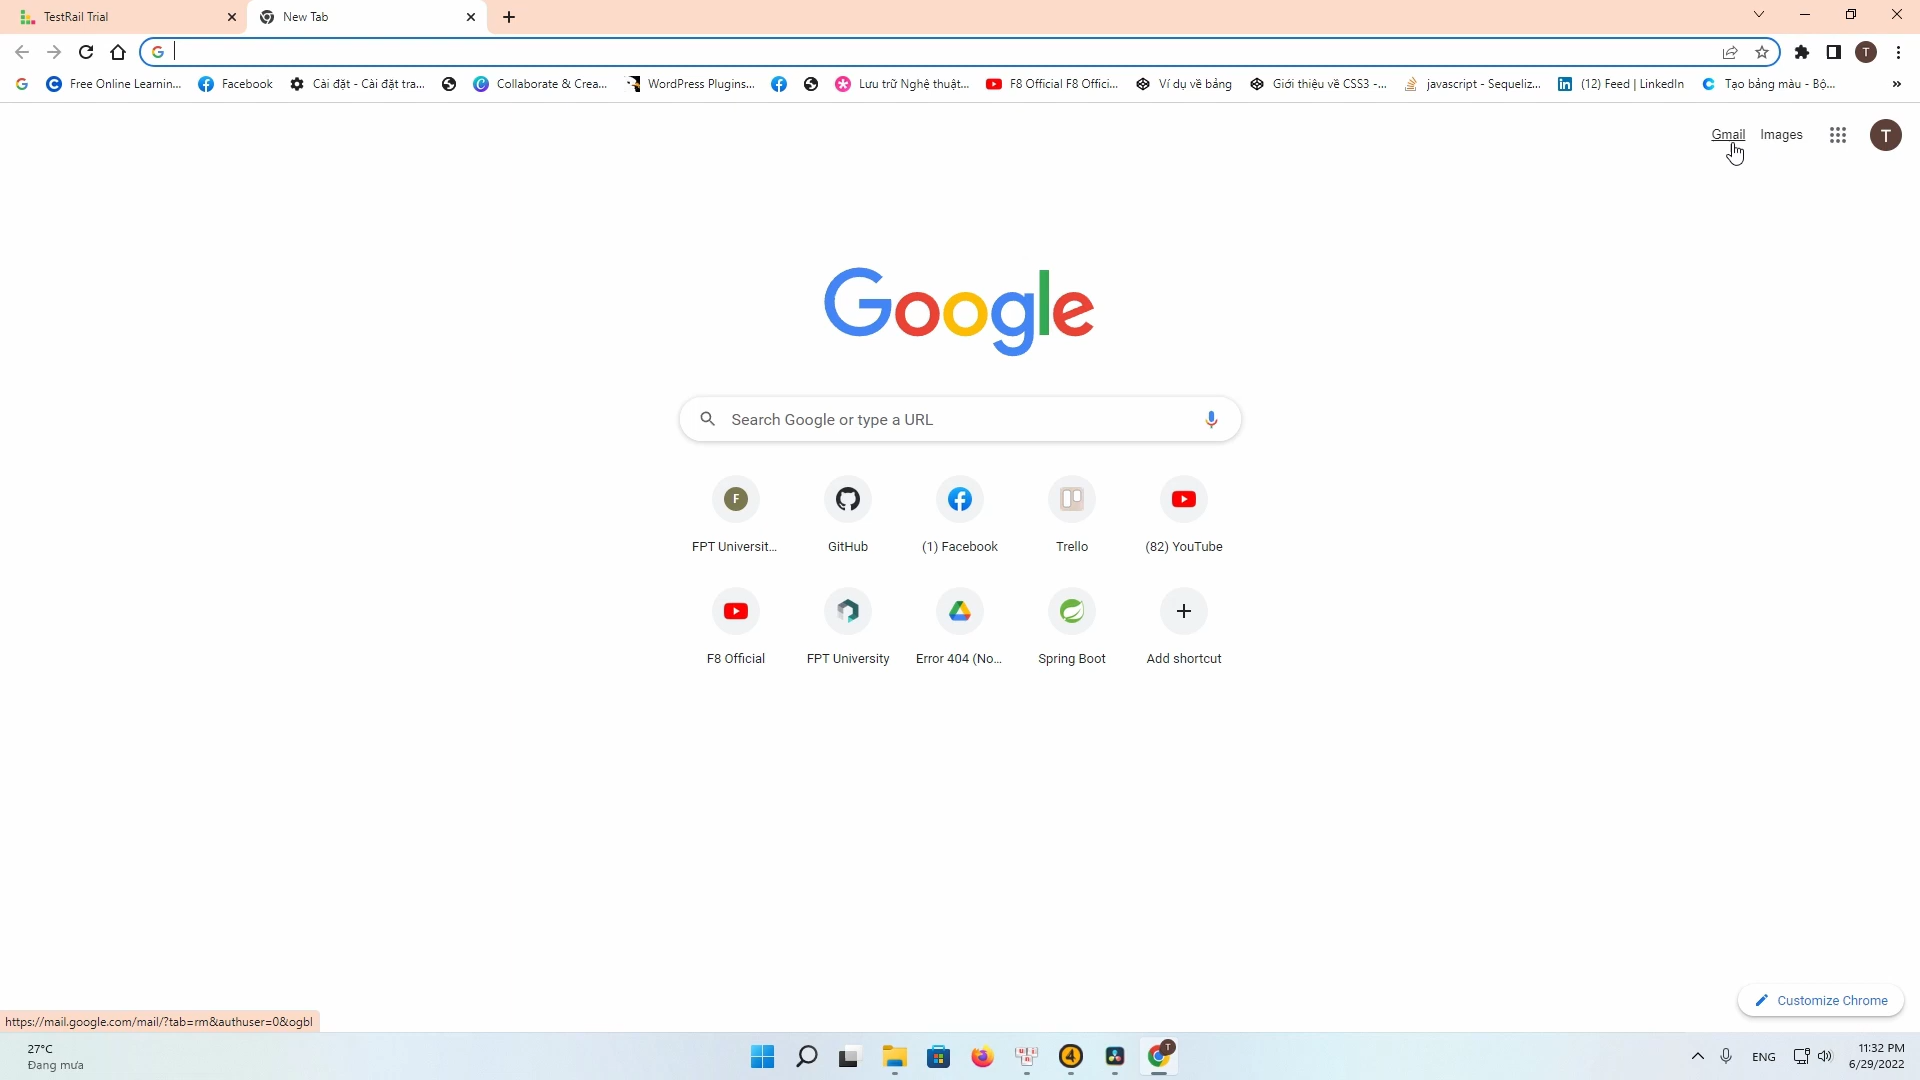 TestRail Trial
New Tab
Free Online Learnin...
Facebook
Cài đặt - Cài đặt tra...
Collaborate & Crea...
WordPress Plugins...
Lưu trữ Nghệ thuật...
F8 Official F8 Offici...
Ví dụ về bảng
Giới thiệu về CSS3 -...
javascript - Sequeliz...
(12) Feed | LinkedIn
Tạo bảng màu - Bộ...
»
T
Gmail
Images
T
Google
Search Google or type a URL
F
FPT Universit...
GitHub
(1) Facebook
Trello
(82) YouTube
F8 Official
FPT University
Error 404 (No...
Spring Boot
Add shortcut
Customize Chrome
https://mail.google.com/mail/?tab=rm&authuser=0&ogbl
27°C
Đang mưa
T
ENG
11:32 PM
6/29/2022